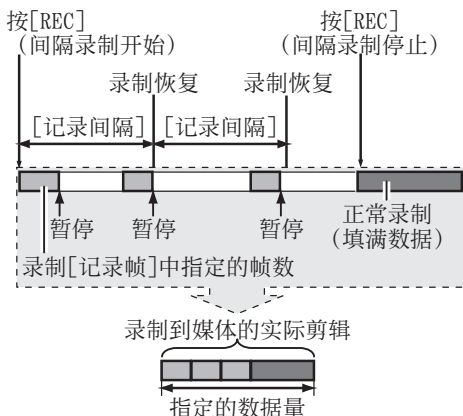 按[REC]
（间隔录制开始）
按[REC]
（间隔录制停止）
录制恢复
录制恢复
[记录间隔]
[记录间隔]
暂停
暂停
暂停
正常录制
（填满数据）
录制[记录帧]中指定的帧数
录制到媒体的实际剪辑
指定的数据量